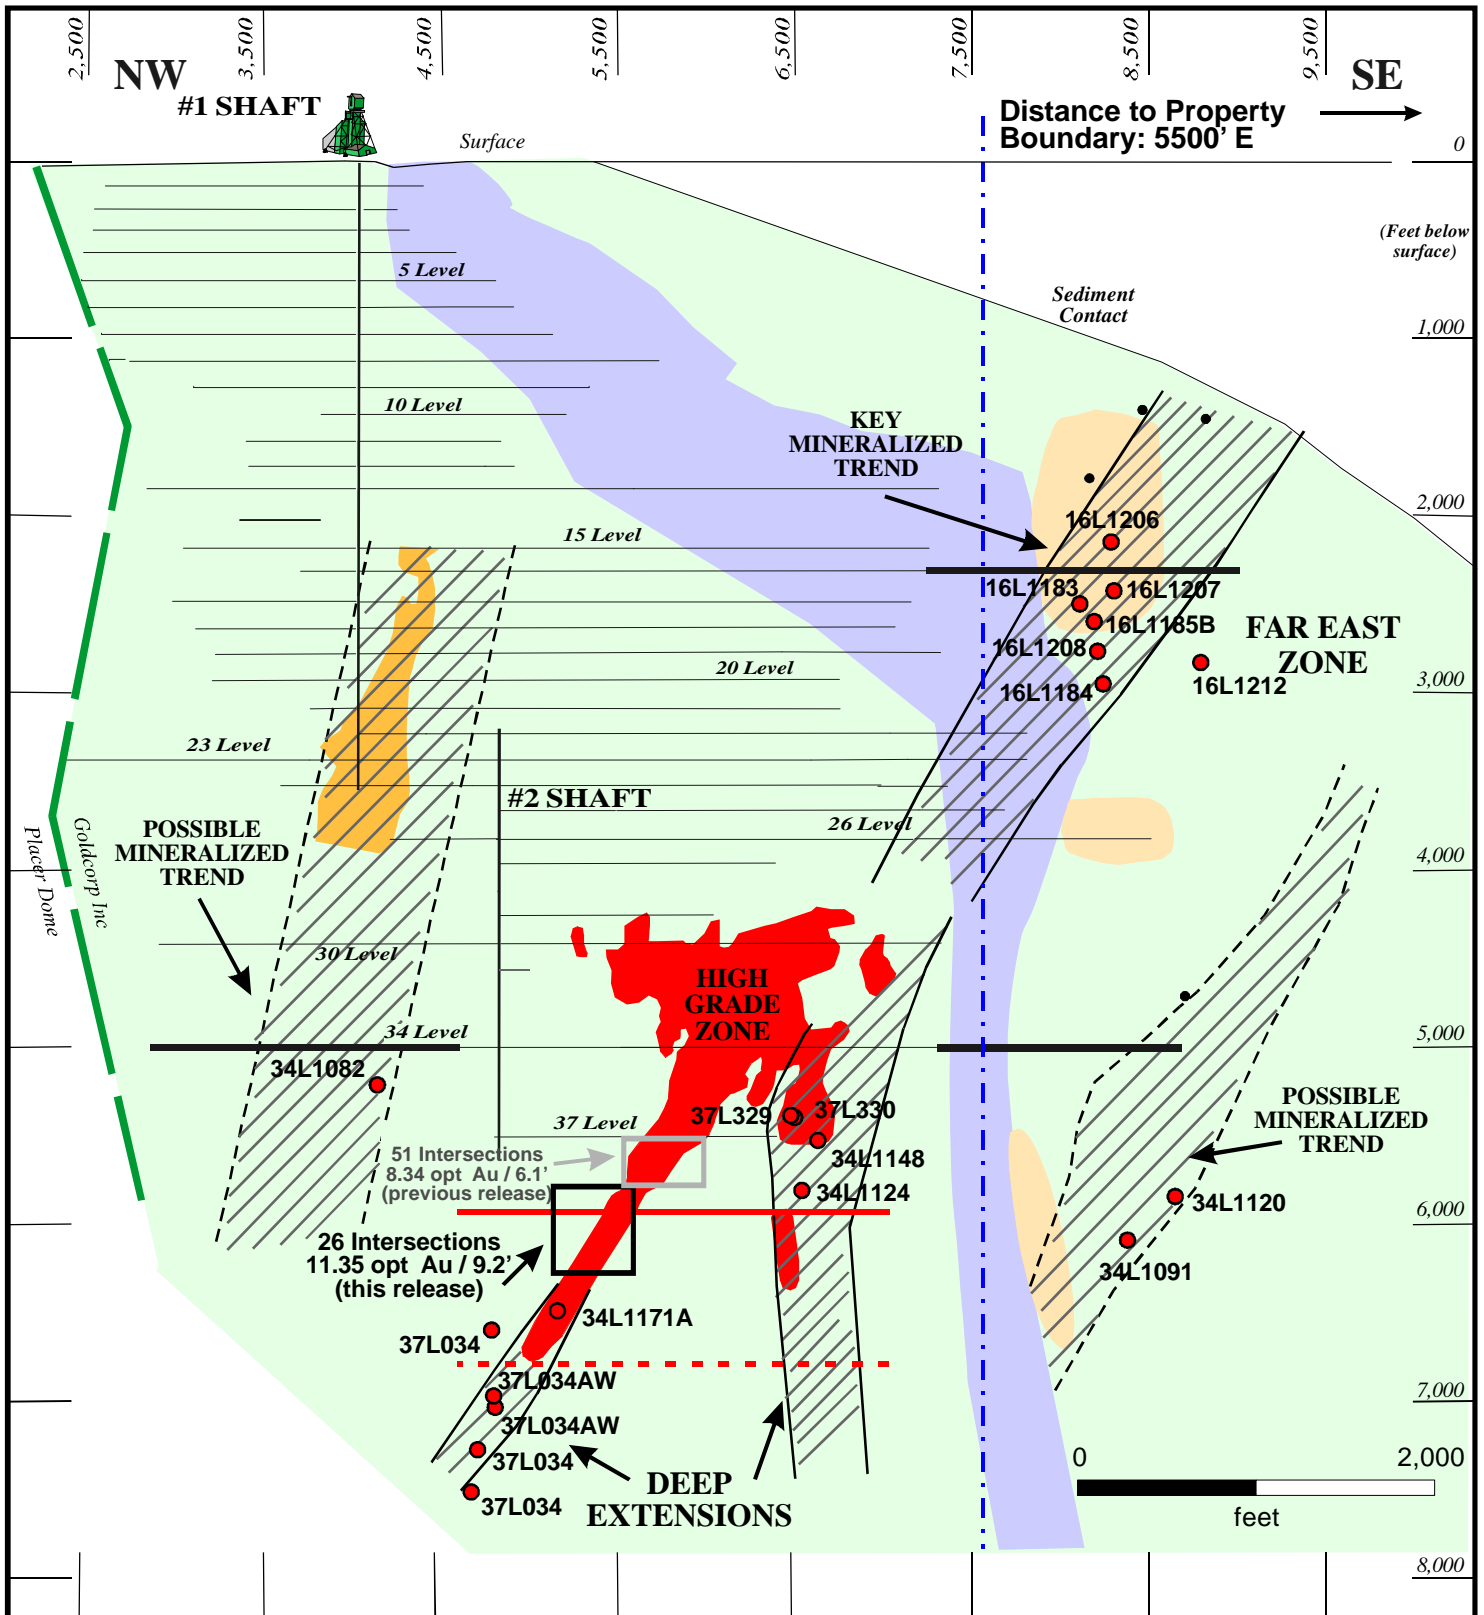 2,500
3,500
4,500
5,500
6,500
7,500
8,500
9,500
NW
SE
#1 SHAFT
Surface
Distance to Property
Boundary: 5500' E
0
(Feet below
surface)
5 Level
Sediment
Contact
1,000
10 Level
KEY
MINERALIZED
TREND
2,000
16L1206
15 Level
16L1183
16L1207
16L1185B
FAR EAST
ZONE
16L1208
20 Level
16L1184
16L1212
3,000
23 Level
#2 SHAFT
26 Level
POSSIBLE
MINERALIZED
TREND
Goldcorp Inc
Placer Dome
4,000
30 Level
HIGH
GRADE
ZONE
34 Level
5,000
34L1082
37L329
37L330
37 Level
POSSIBLE
MINERALIZED
TREND
51 Intersections
8.34 opt Au / 6.1'
(previous release)
34L1148
34L1124
34L1120
6,000
26 Intersections
11.35 opt Au / 9.2'
(this release)
34L1091
34L1171A
37L034
37L034AW
7,000
37L034AW
37L034
DEEP
EXTENSIONS
37L034
0
2,000
feet
8,000